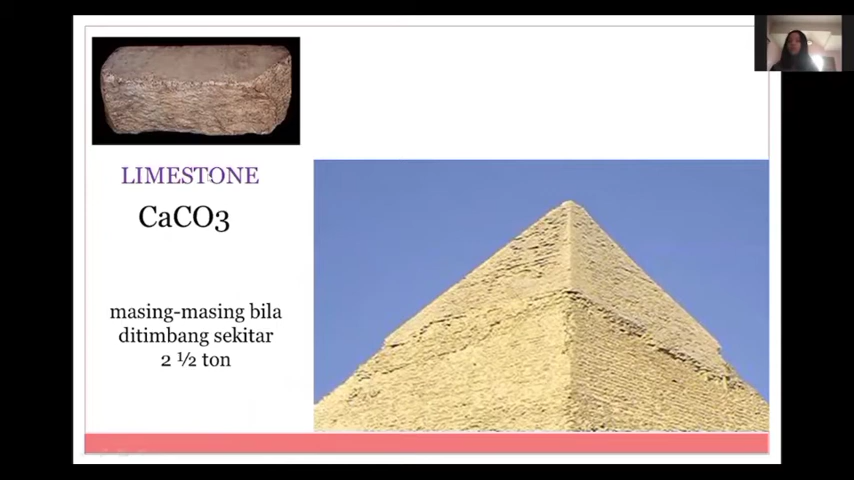 LIMESTONE
CaCO3
masing-masing bila
ditimbang sekitar
2 ½ ton